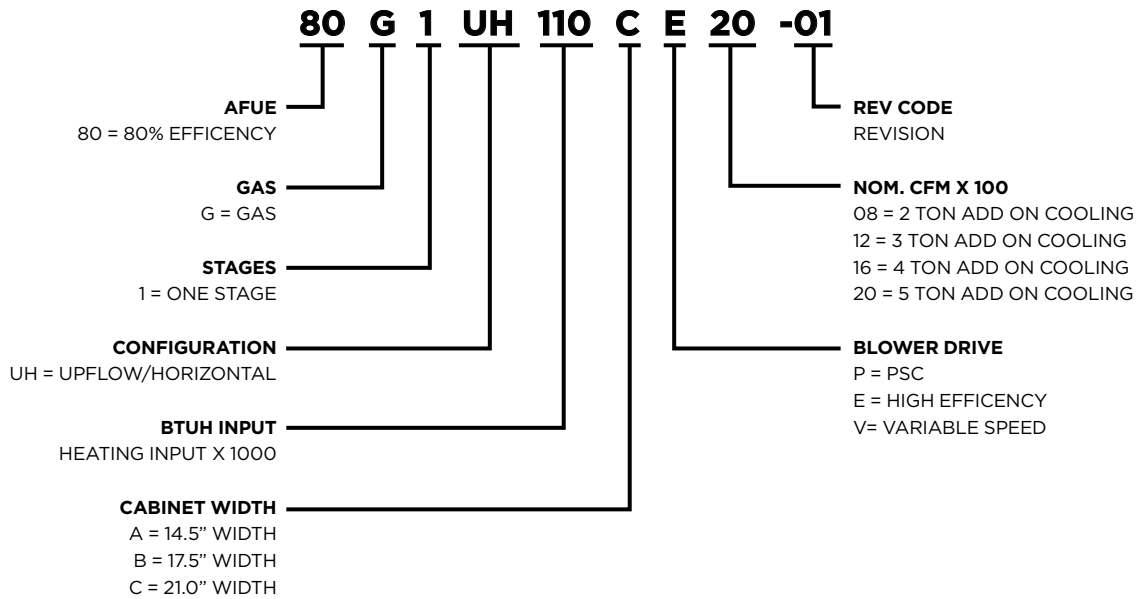 80 G 1 UH 110 C E 20 -01
AFUE
80 = 80% EFFICENCY
GAS
G = GAS
STAGES
1 = ONE STAGE
CONFIGURATION
UH = UPFLOW/HORIZONTAL
BTUH INPUT
HEATING INPUT X 1000
CABINET WIDTH
A = 14.5” WIDTH
B = 17.5” WIDTH
C = 21.0” WIDTH
REV CODE
REVISION
NOM. CFM X 100
08 = 2 TON ADD ON COOLING
12 = 3 TON ADD ON COOLING
16 = 4 TON ADD ON COOLING
20 = 5 TON ADD ON COOLING
BLOWER DRIVE
P = PSC
E = HIGH EFFICENCY
V= VARIABLE SPEED